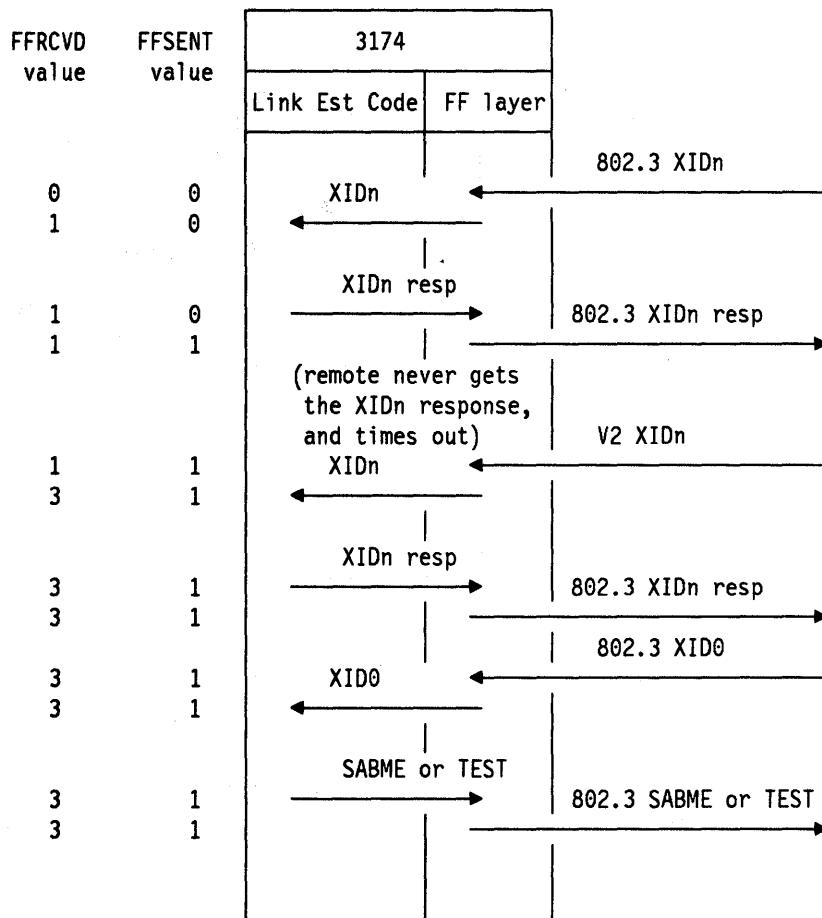 FFRCVD FFSENT 3174
value value
Link Est Code FF layer
802.3 XIDn
0 0 XIDn
1 0
XIDn resp
1 0 802.3 XIDn resp
1 1
(remote never gets
the XIDn response,
and times out) V2 XIDn
1 1 XIDn
3 1
XIDn resp
3 1 802.3 XIDn resp
3 1
802.3 XID0
3 1 XID0
3 1
SABME or TEST
3 1 802.3 SABME or TEST
3 1